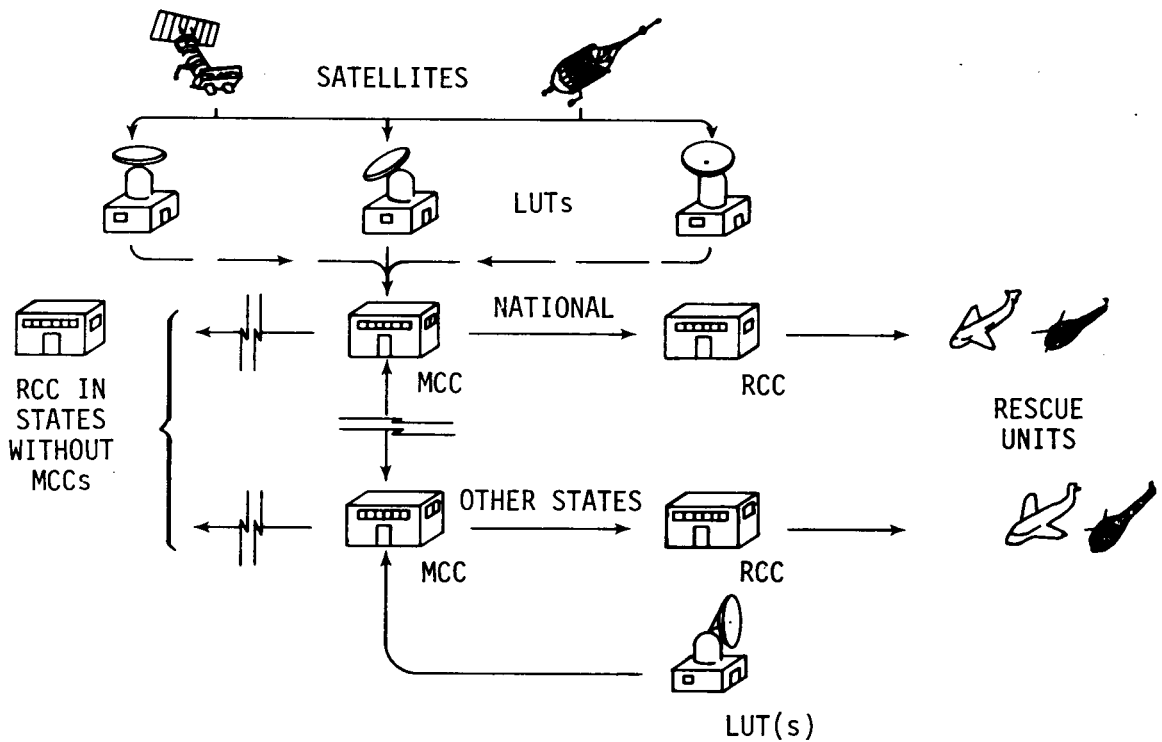 SATELLITES
LUTs
NATIONAL
MCC
RCC
RCC IN
STATES
WITHOUT
MCCs
RESCUE
UNITS
OTHER STATES
MCC
RCC
LUT(s)